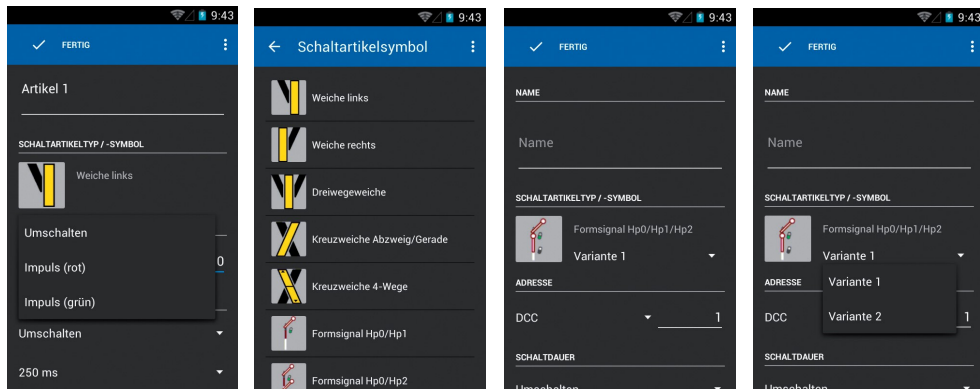 9:43
FERTIG
Artikel 1
SCHALTARTIKELTYP / -SYMBOL
Weiche links
Umschalten
Impuls (rot)
0
Impuls (grün)
Umschalten
250 ms
9:43
Schaltartikelsymbol
Weiche links
Weiche rechts
Dreiwegeweiche
Kreuzweiche Abzweig/Gerade
Kreuzweiche 4-Wege
Formsignal Hp0/Hp1
Formsignal Hp0/Hp2
9:43
FERTIG
NAME
Name
SCHALTARTIKELTYP / -SYMBOL
Formsignal Hp0/Hp1/Hp2
Variante 1
ADRESSE
DCC 1
SCHALTDAUER
Umschalten
9:43
FERTIG
NAME
Name
SCHALTARTIKELTYP / -SYMBOL
Formsignal Hp0/Hp1/Hp2
Variante 1
ADRESSE
Variante 1
DCC 1
Variante 2
SCHALTDAUER
Umschalten